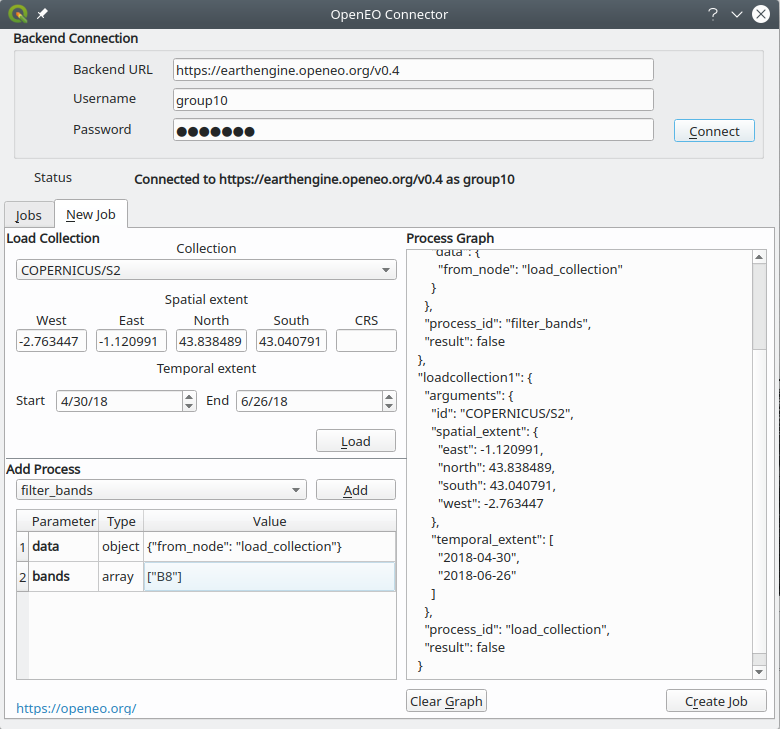 OpenEO Connector
Backend Connection
Backend URL https://earthengine.openeo.org/v0.4
Username group10
Password ●●●●●●●
Connect
Status Connected to https://earthengine.openeo.org/v0.4 as group10
Jobs New Job
Load Collection
Collection
COPERNICUS/S2
Spatial extent
West East North South CRS
-2.763447 -1.120991 43.838489 43.040791
Temporal extent
Start 4/30/18 End 6/26/18
Load
Add Process
filter_bands Add
Parameter Type Value
1 data object {"from_node": "load_collection"}
2 bands array ["B8"]
https://openeo.org/
Process Graph
"data": {
"from_node": "load_collection"
}
},
"process_id": "filter_bands",
"result": false
},
"loadcollection1": {
"arguments": {
"id": "COPERNICUS/S2",
"spatial_extent": {
"east": -1.120991,
"north": 43.838489,
"south": 43.040791,
"west": -2.763447
},
"temporal_extent": [
"2018-04-30",
"2018-06-26"
]
},
"process_id": "load_collection",
"result": false
}
Clear Graph Create Job